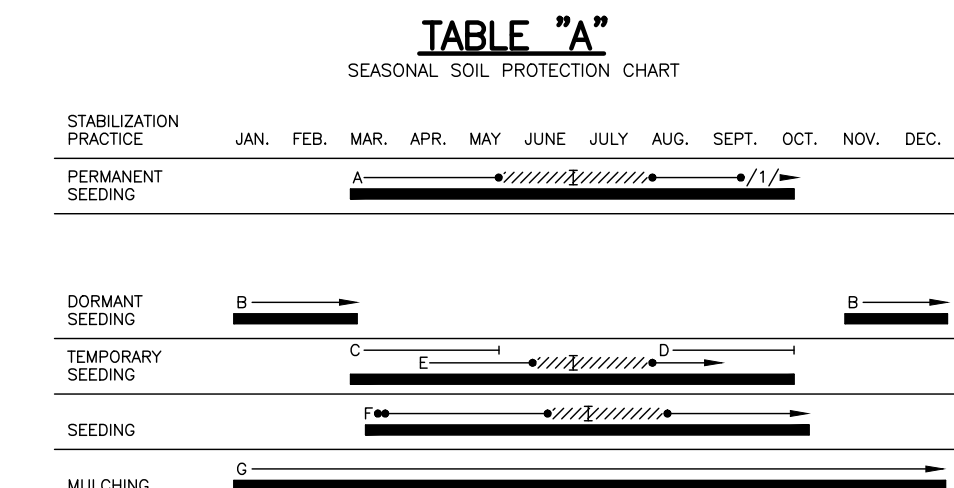 TABLE "A"
SEASONAL SOIL PROTECTION CHART
STABILIZATION
PRACTICE JAN. FEB. MAR. APR. MAY JUNE JULY AUG. SEPT. OCT. NOV. DEC.
PERMANENT A I /1/
SEEDING
DORMANT B B
SEEDING
C D
TEMPORARY E I
SEEDING
F I
SEEDING
G
MULCHING